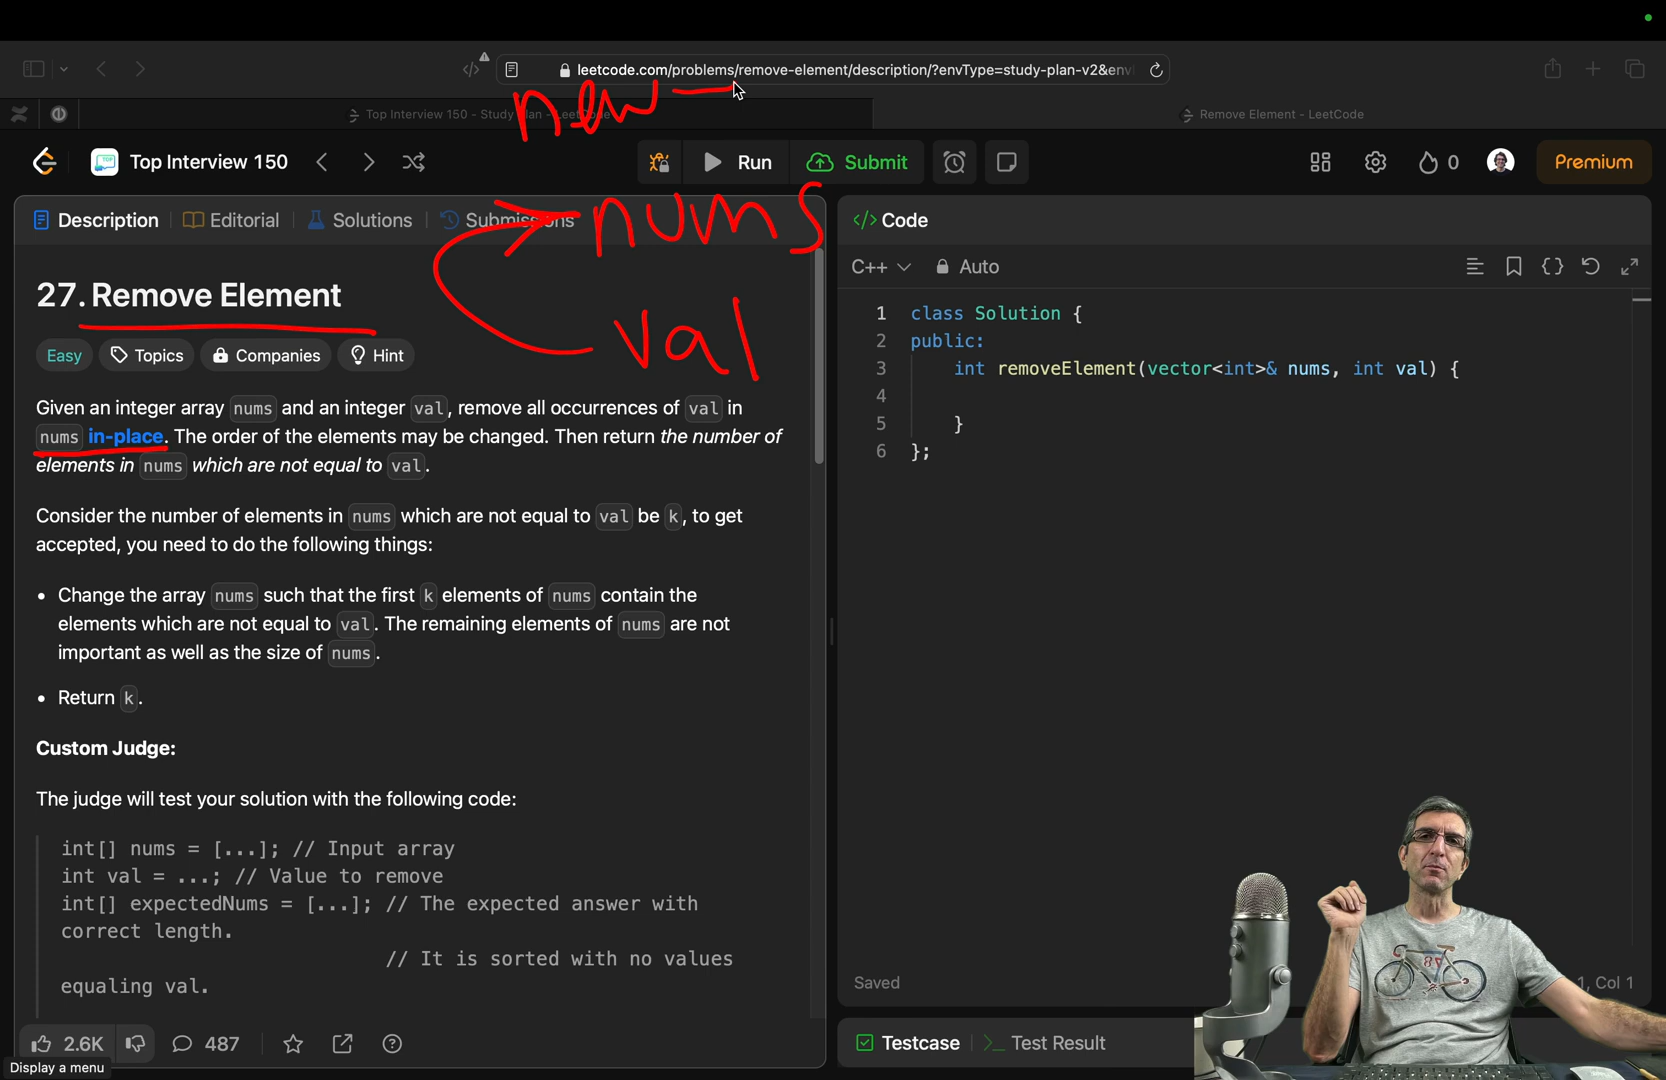 leetcode.com/problems/remove-element/description/?envType=study-plan-v2&env
new
Top Interview 150 - Study Plan - LeetCode
Remove Element - LeetCode
Top Interview 150
Run
Submit
0
Premium
Description
Editorial
Solutions
Submissions
nums
27. Remove Element
val
Easy
Topics
Companies
Hint
Given an integer array nums and an integer val, remove all occurrences of val in
nums in-place. The order of the elements may be changed. Then return the number of
elements in nums which are not equal to val.
Consider the number of elements in nums which are not equal to val be k, to get
accepted, you need to do the following things:
• Change the array nums such that the first k elements of nums contain the
elements which are not equal to val. The remaining elements of nums are not
important as well as the size of nums.
• Return k.
Custom Judge:
The judge will test your solution with the following code:
int[] nums = [...]; // Input array
int val = ...; // Value to remove
int[] expectedNums = [...]; // The expected answer with
correct length.
// It is sorted with no values
equaling val.
2.6K
487
Display a menu
</> Code
C++
Auto
1 class Solution {
2 public:
3 int removeElement(vector<int>& nums, int val) {
4
5 }
6 };
Saved
1, Col 1
Testcase
Test Result